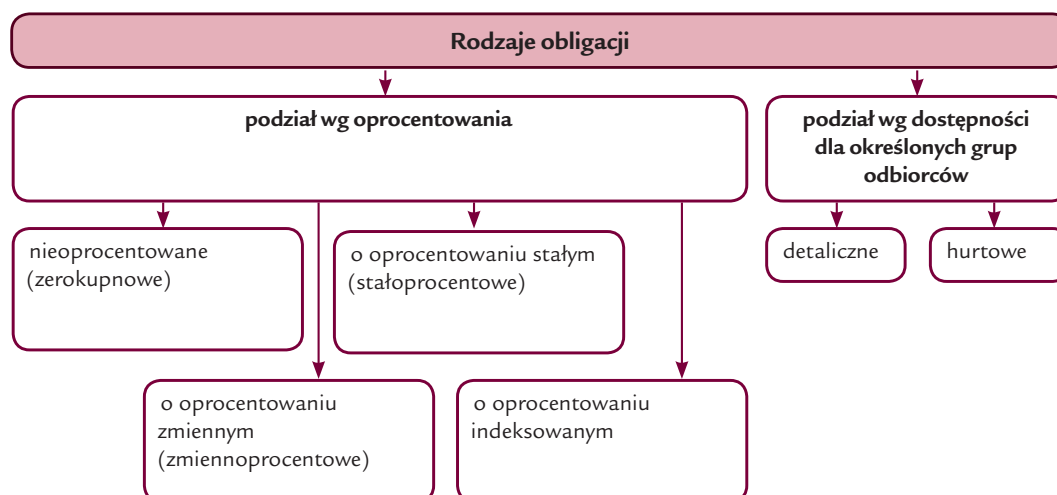 Rodzaje obligacji
podział wg oprocentowania
podział wg dostępności
dla określonych grup
odbiorców
nieoprocentowane
(zerokupnowe)
o oprocentowaniu stałym
(stałoprocentowe)
detaliczne
hurtowe
o oprocentowaniu
zmiennym
(zmiennoprocentowe)
o oprocentowaniu
indeksowanym